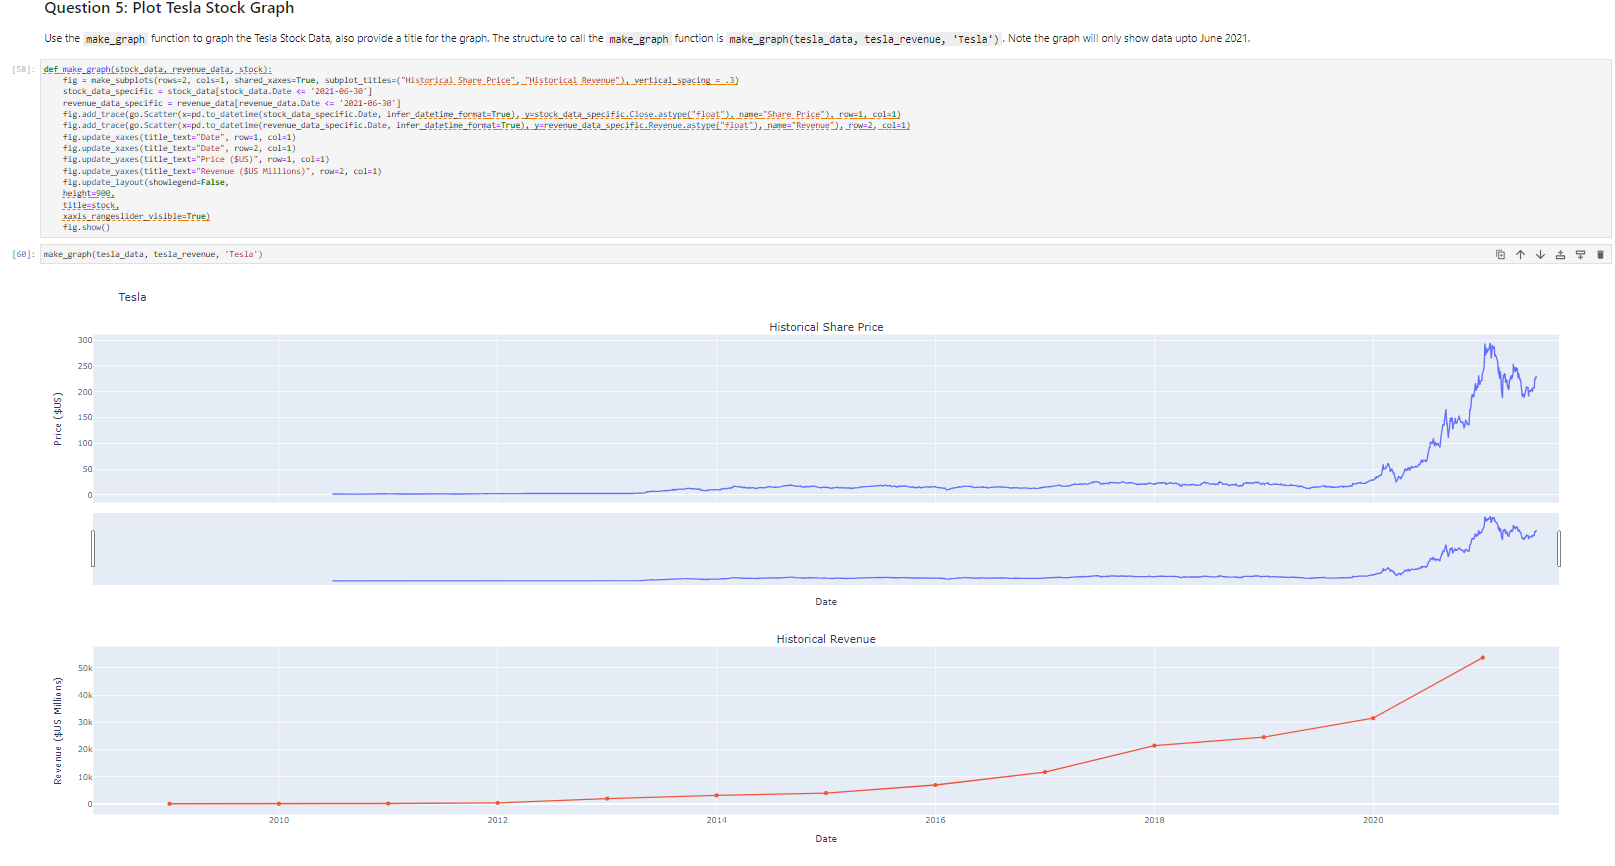 Question 5: Plot Tesla Stock Graph
Use the make_graph function to graph the Tesla Stock Data, also provide a title for the graph. The structure to call the make_graph function is make_graph(tesla_data, tesla_revenue, 'Tesla') . Note the graph will only show data upto June 2021.
[58]: def make_graph(stock_data, revenue_data, stock):
fig = make_subplots(rows=2, cols=1, shared_xaxes=True, subplot_titles=("Historical Share Price", "Historical Revenue"), vertical_spacing = .3)
stock_data_specific = stock_data[stock_data.Date <= '2021-06-30']
revenue_data_specific = revenue_data[revenue_data.Date <= '2021-06-30']
fig.add_trace(go.Scatter(x=pd.to_datetime(stock_data_specific.Date, infer_datetime_format=True), y=stock_data_specific.Close.astype("float"), name="Share Price"), row=1, col=1)
fig.add_trace(go.Scatter(x=pd.to_datetime(revenue_data_specific.Date, infer_datetime_format=True), y=revenue_data_specific.Revenue.astype("float"), name="Revenue"), row=2, col=1)
fig.update_xaxes(title_text="Date", row=1, col=1)
fig.update_xaxes(title_text="Date", row=2, col=1)
fig.update_yaxes(title_text="Price ($US)", row=1, col=1)
fig.update_yaxes(title_text="Revenue ($US Millions)", row=2, col=1)
fig.update_layout(showlegend=False,
height=900,
title=stock,
xaxis_rangeslider_visible=True)
fig.show()
[60]: make_graph(tesla_data, tesla_revenue, 'Tesla')
Tesla
Historical Share Price
Price ($US)
300
250
200
150
100
50
0
Date
Historical Revenue
Revenue ($US Millions)
50k
40k
30k
20k
10k
0
2010 2012 2014 2016 2018 2020
Date